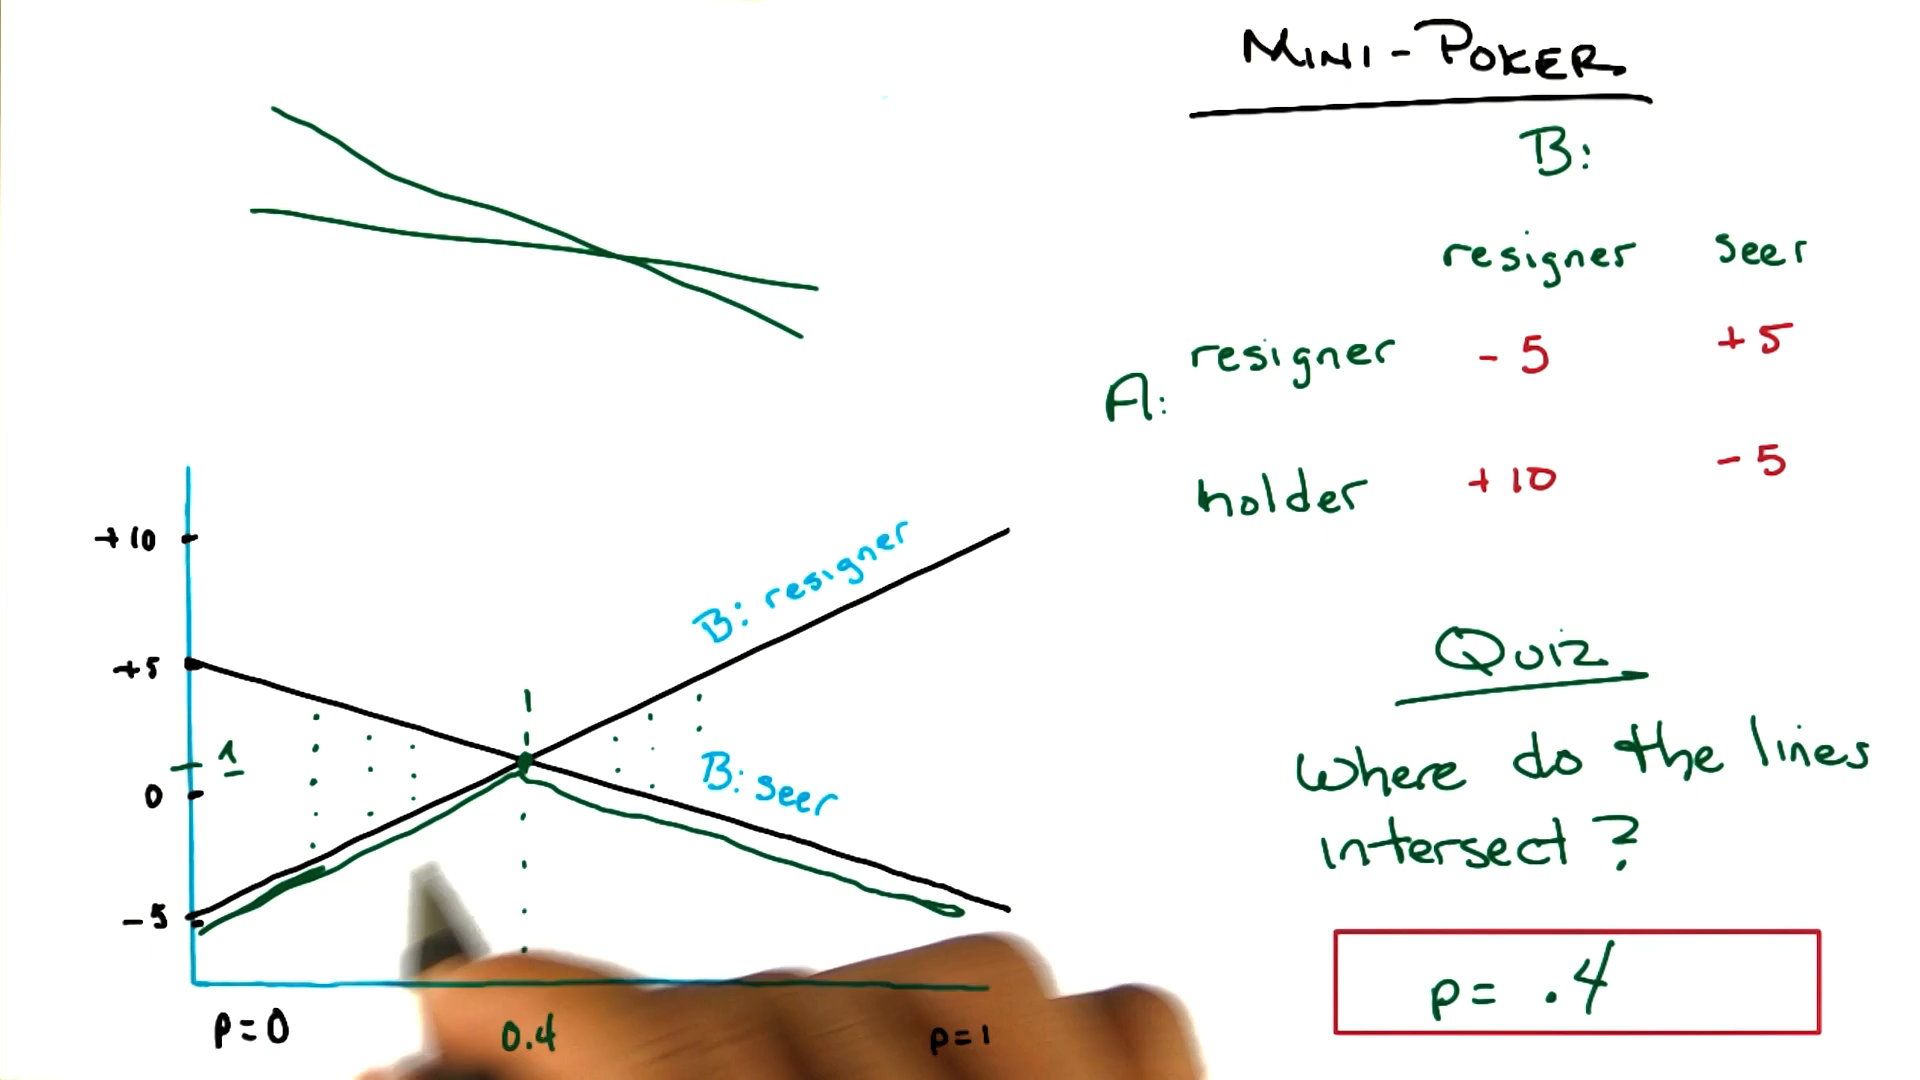 MINI-POKER
B:
resigner seer
A: resigner -5 +5
holder +10 -5
+10
+5
1
0
-5
B: resigner
B: seer
p=0 0.4 p=1
Quiz
Where do the lines
intersect?
p= .4